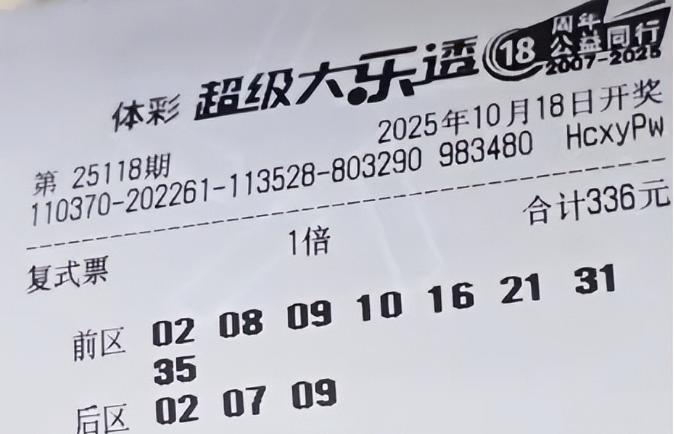 体彩 超级大乐透 18 周年 公益同行 2007-2025
第 25118期 2025年10月18日开奖
110370-202261-113528-803290 983480 HcxyPw
复式票 1倍 合计336元
前区 02 08 09 10 16 21 31
35
后区 02 07 09